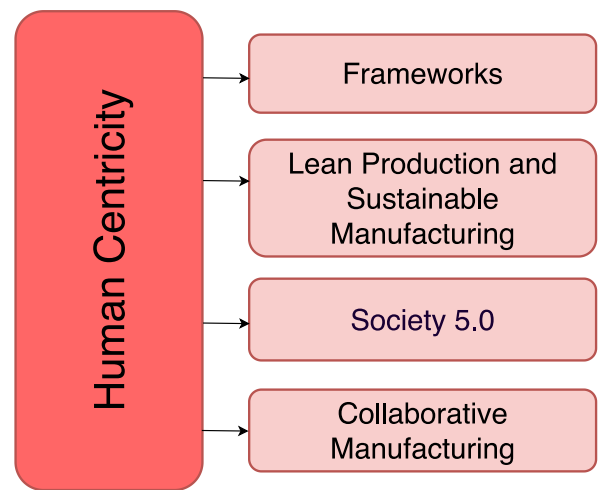 Human Centricity
Frameworks
Lean Production and
Sustainable
Manufacturing
Society 5.0
Collaborative
Manufacturing